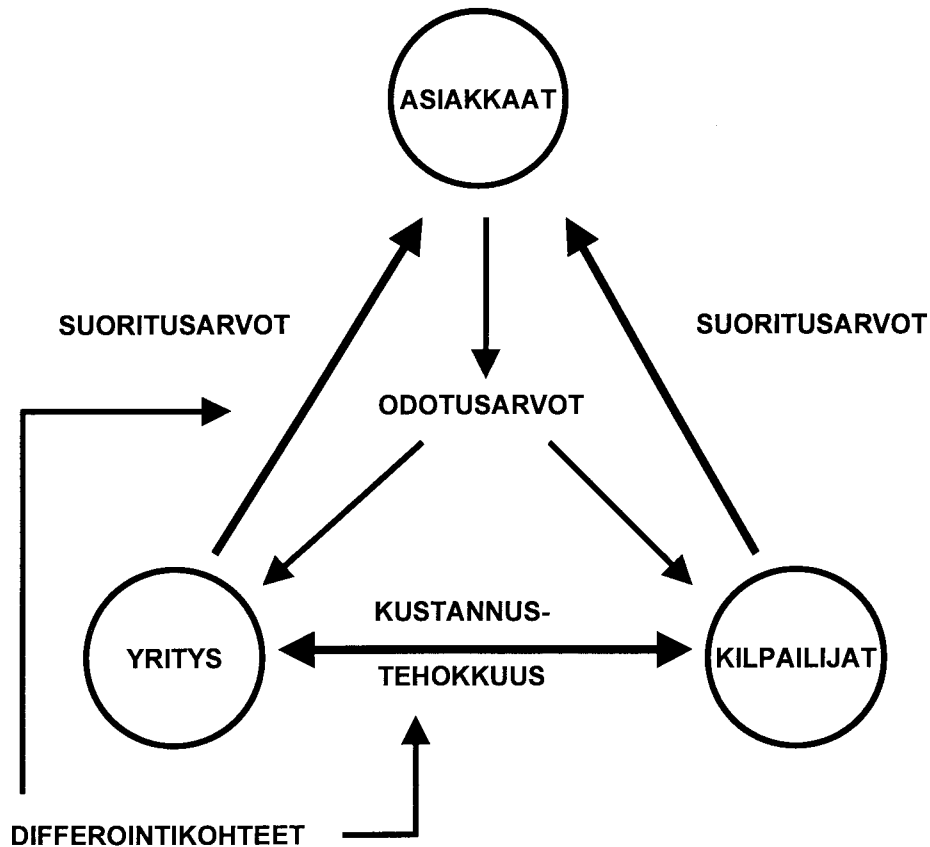 ASIAKKAAT
SUORITUSARVOT
SUORITUSARVOT
ODOTUSARVOT
KUSTANNUS-
YRITYS
KILPAILIJAT
TEHOKKUUS
DIFFEROINTIKOHTEET